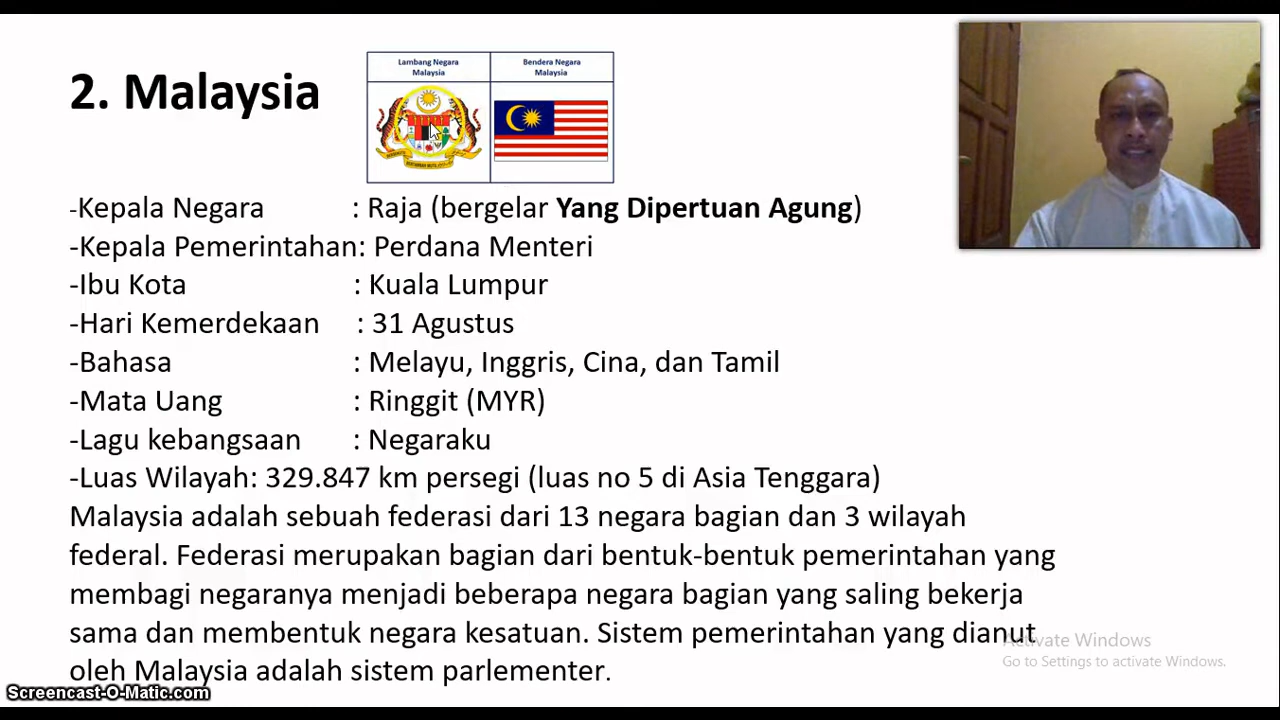 2. Malaysia
Lambang Negara
Malaysia
Bendera Negara
Malaysia
-Kepala Negara : Raja (bergelar Yang Dipertuan Agung)
-Kepala Pemerintahan: Perdana Menteri
-Ibu Kota : Kuala Lumpur
-Hari Kemerdekaan : 31 Agustus
-Bahasa : Melayu, Inggris, Cina, dan Tamil
-Mata Uang : Ringgit (MYR)
-Lagu kebangsaan : Negaraku
-Luas Wilayah: 329.847 km persegi (luas no 5 di Asia Tenggara)
Malaysia adalah sebuah federasi dari 13 negara bagian dan 3 wilayah
federal. Federasi merupakan bagian dari bentuk-bentuk pemerintahan yang
membagi negaranya menjadi beberapa negara bagian yang saling bekerja
sama dan membentuk negara kesatuan. Sistem pemerintahan yang dianut
oleh Malaysia adalah sistem parlementer.
Activate Windows
Go to Settings to activate Windows.
Screencast-O-Matic.com